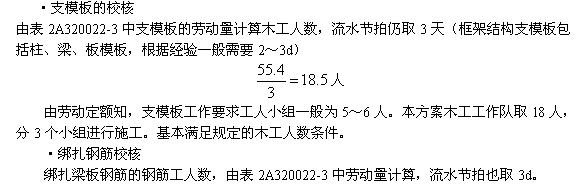 ·支模板的校核
由表 2A320022-3 中支模板的劳动量计算木工人数，流水节拍仍取 3 天（框架结构支模板包
括柱、梁、板模板，根据经验一般需要 2～3d）
55.4
3
=18.5 人
由劳动定额知，支模板工作要求工人小组一般为 5～6 人。本方案木工工作队取 18 人，
分 3 个小组进行施工。基本满足规定的木工人数条件。
·绑扎钢筋校核
绑扎梁板钢筋的钢筋工人数，由表 2A320022-3 中劳动量计算，流水节拍也取 3d。